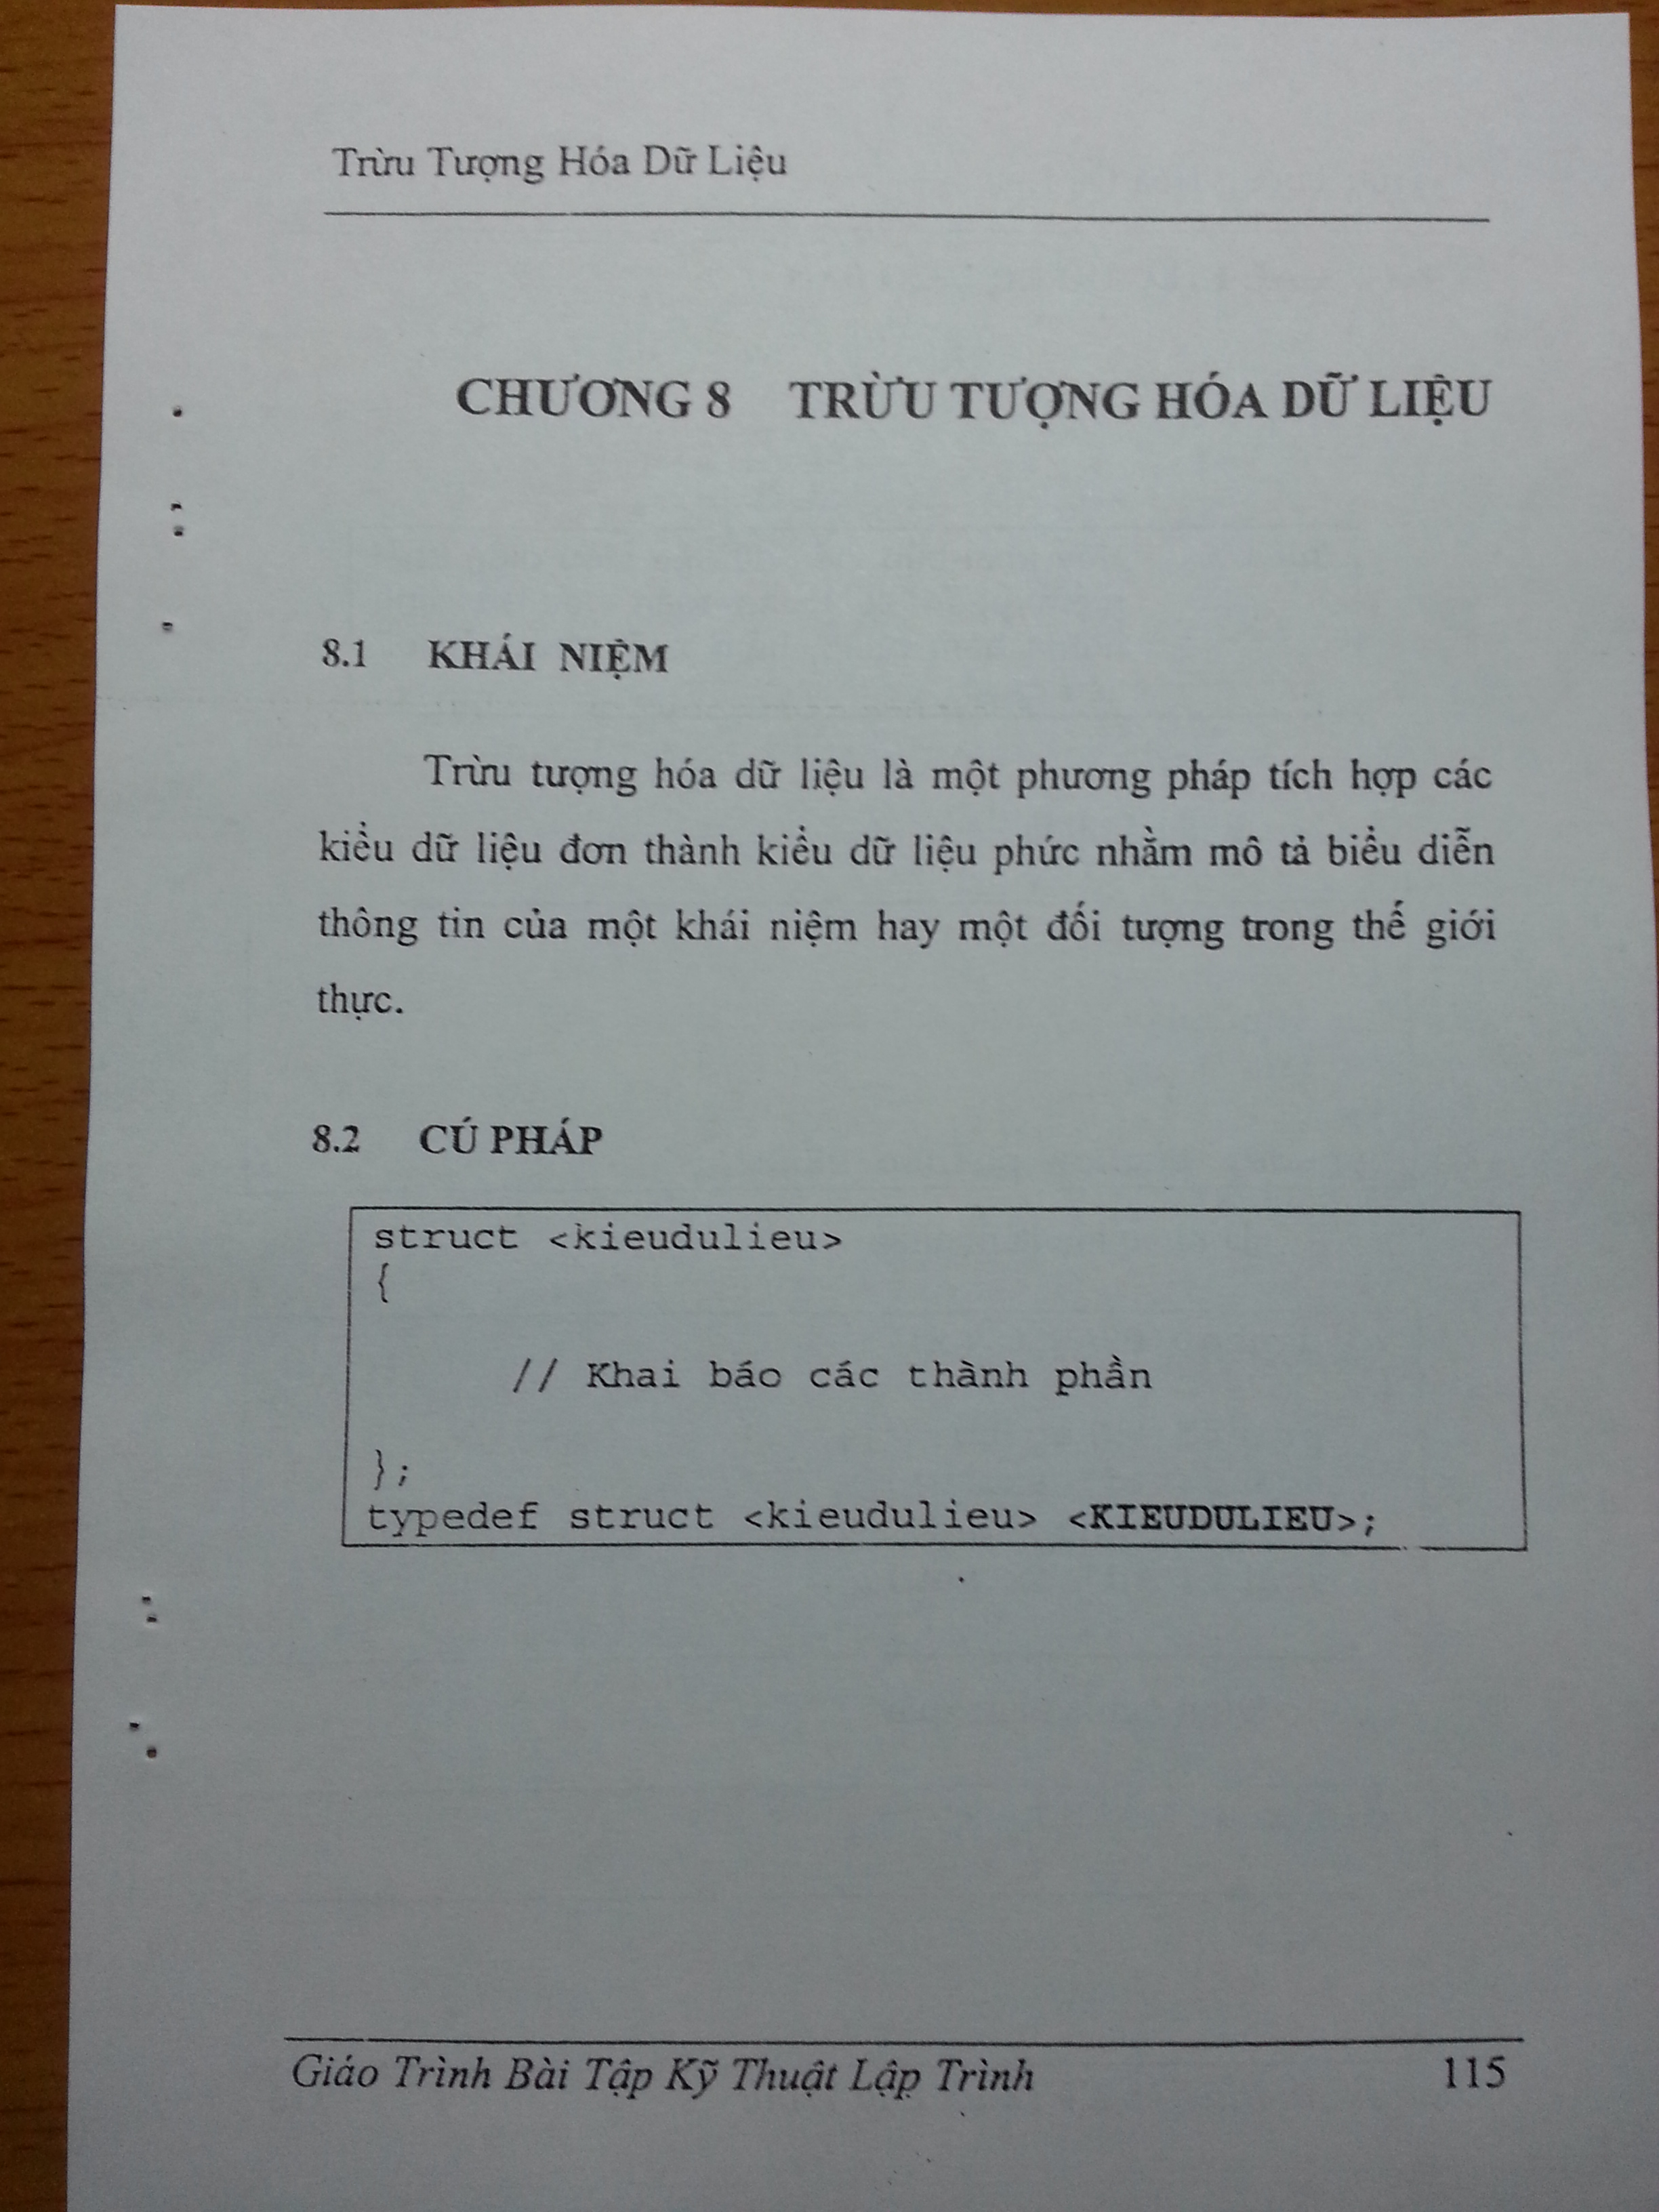 Trừu Tượng Hóa Dữ Liệu
CHƯƠNG 8 TRỪU TƯỢNG HÓA DỮ LIỆU
8.1 KHÁI NIỆM
Trừu tượng hóa dữ liệu là một phương pháp tích hợp các
kiểu dữ liệu đơn thành kiểu dữ liệu phức nhằm mô tả biểu diễn
thông tin của một khái niệm hay một đối tượng trong thế giới
thực.
8.2 CÚ PHÁP
struct <kieudulieu>
{
// Khai báo các thành phần
};
typedef struct <kieudulieu> <KIEUDULIEU>;
Giáo Trình Bài Tập Kỹ Thuật Lập Trình 115